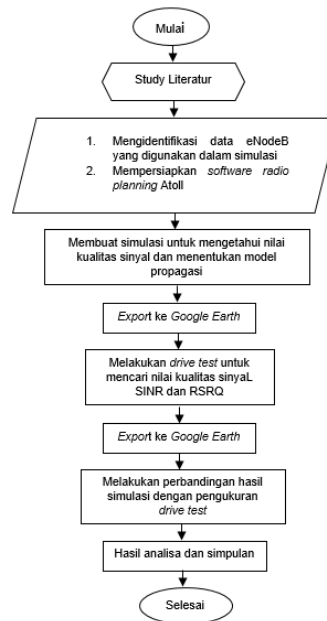 Mulai
Study Literatur
1. Mengidentifikasi data eNodeB
yang digunakan dalam simulasi
2. Mempersiapkan software radio
planning Atoll
Membuat simulasi untuk mengetahui nilai
kualitas sinyal dan menentukan model
propagasi
Export ke Google Earth
Melakukan drive test untuk
mencari nilai kualitas sinyaL
SINR dan RSRQ
Export ke Google Earth
Melakukan perbandingan hasil
simulasi dengan pengukuran
drive test
Hasil analisa dan simpulan
Selesai